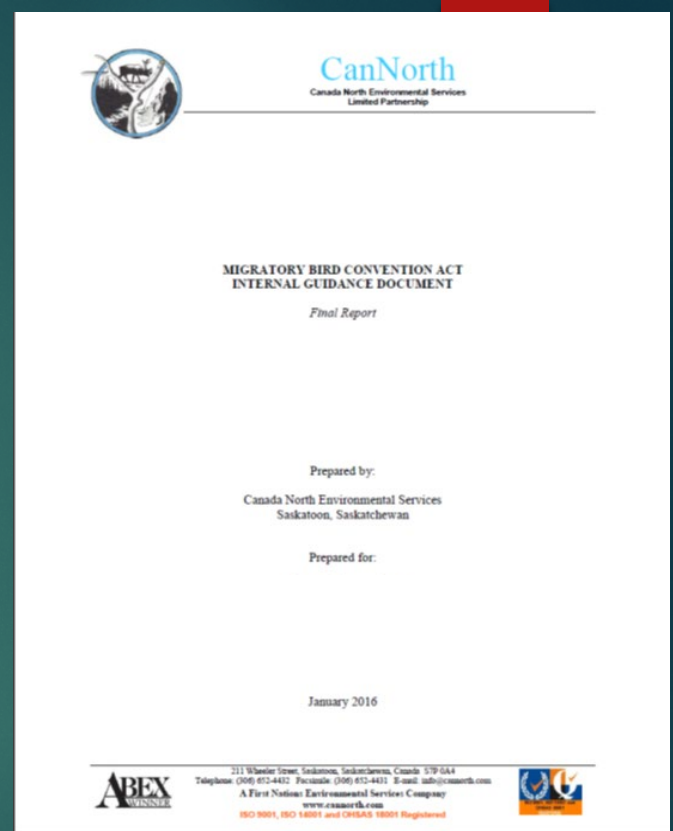 CanNorth
Canada North Environmental Services
Limited Partnership
MIGRATORY BIRD CONVENTION ACT
INTERNAL GUIDANCE DOCUMENT
Final Report
Prepared by:
Canada North Environmental Services
Saskatoon, Saskatchewan
Prepared for:
January 2016
ABEX
WINNER
211 Wheeler Street, Saskatoon, Saskatchewan, Canada S7P 0A4
Telephone: (306) 652-4432 Facsimile: (306) 652-4431 E-mail: info@cannorth.com
A First Nations Environmental Services Company
www.cannorth.com
ISO 9001, ISO 14001 and OHSAS 18001 Registered